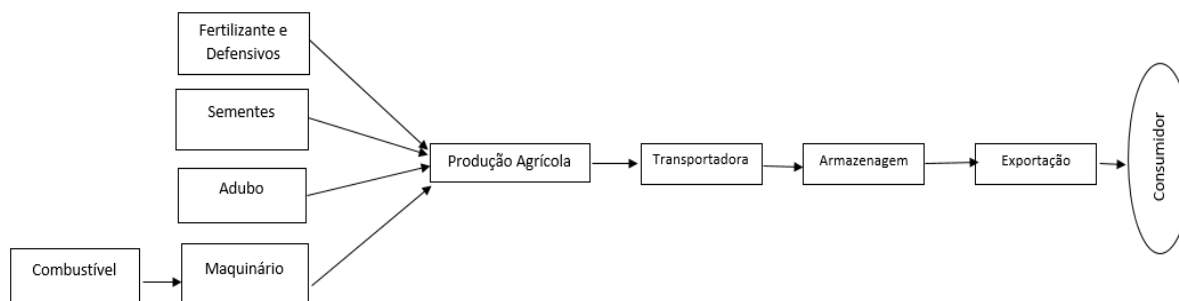 Fertilizante e
Defensivos
Sementes
Adubo
Combustível
Maquinário
Produção Agrícola
Transportadora
Armazenagem
Exportação
Consumidor